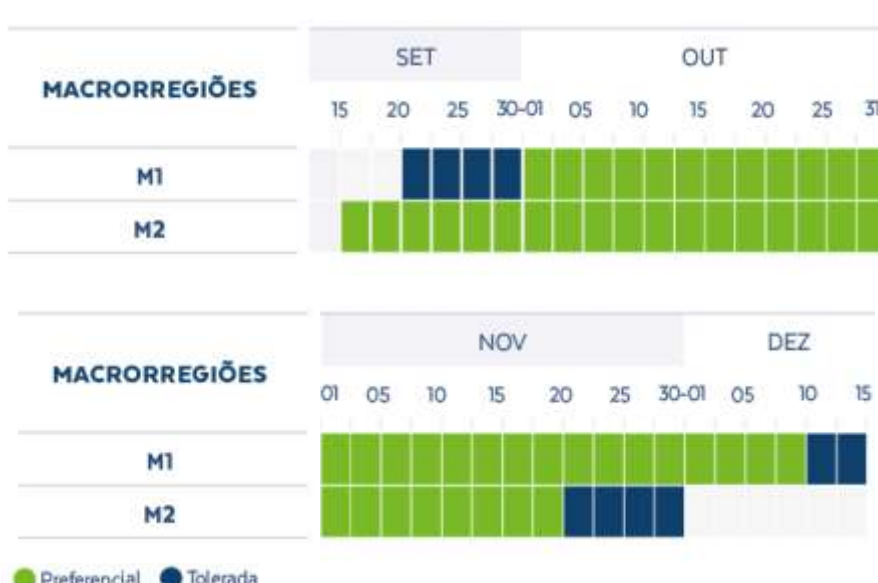 SET OUT
MACRORREGIÕES
15 20 25 30-01 05 10 15 20 25 31
M1
M2
NOV DEZ
MACRORREGIÕES
01 05 10 15 20 25 30-01 05 10 15
M1
M2
Preferencial Tolerada